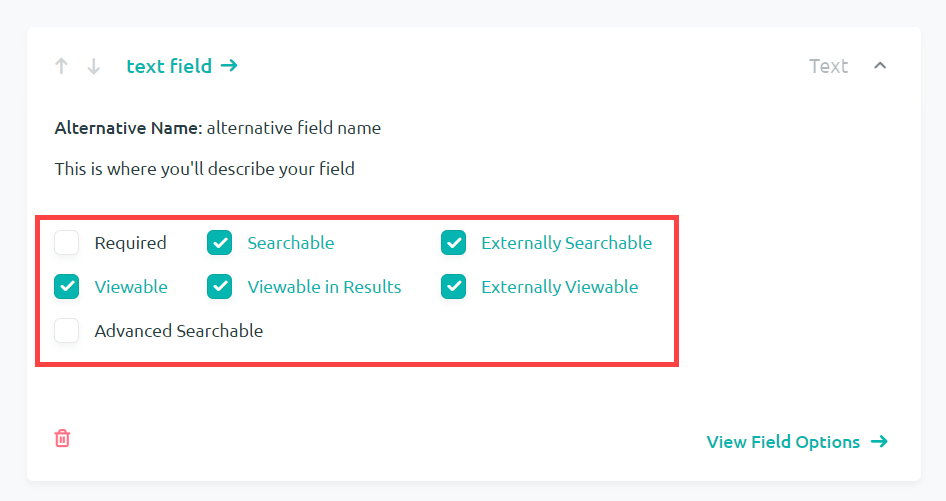 text field
Text
Alternative Name: alternative field name
This is where you'll describe your field
Required Searchable Externally Searchable
Viewable Viewable in Results Externally Viewable
Advanced Searchable
View Field Options